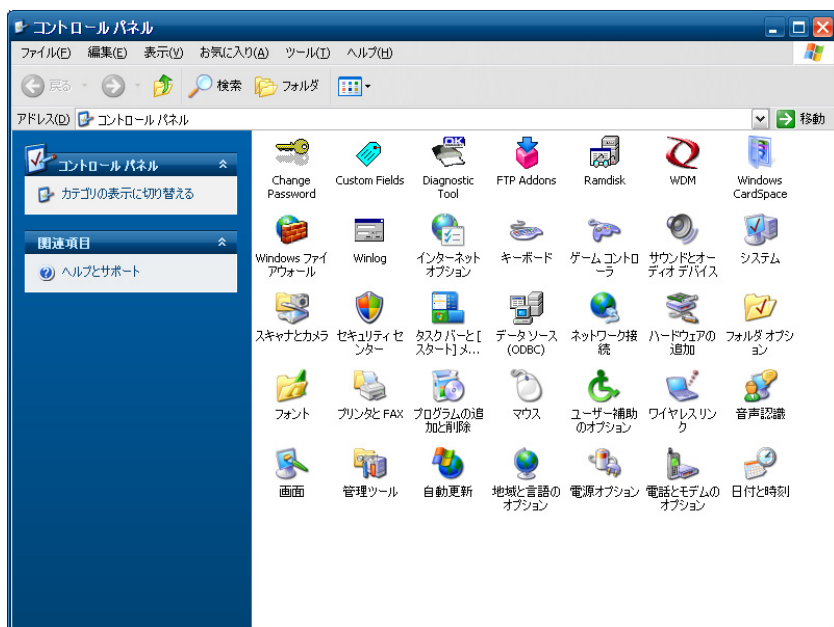 コントロール パネル
ファイル(F) 編集(E) 表示(V) お気に入り(A) ツール(T) ヘルプ(H)
戻る 検索 フォルダ
アドレス(D) コントロール パネル 移動
コントロール パネル
カテゴリの表示に切り替える
関連項目
ヘルプとサポート
Change
Password
Custom Fields
Diagnostic
Tool
FTP Addons
Ramdisk
WDM
Windows
CardSpace
Windows ファイ
アウォール
Winlog
インターネット
オプション
キーボード
ゲーム コントロ
ーラ
サウンドとオー
ディオ デバイス
システム
スキャナとカメラ
セキュリティ セ
ンター
タスク バーと [
スタート] メ...
データ ソース
(ODBC)
ネットワーク接
続
ハードウェアの
追加
フォルダ オプシ
ョン
フォント
プリンタと FAX
プログラムの追
加と削除
マウス
ユーザー補助
のオプション
ワイヤレス リン
ク
音声認識
画面
管理ツール
自動更新
地域と言語の
オプション
電源オプション
電話とモデムの
オプション
日付と時刻